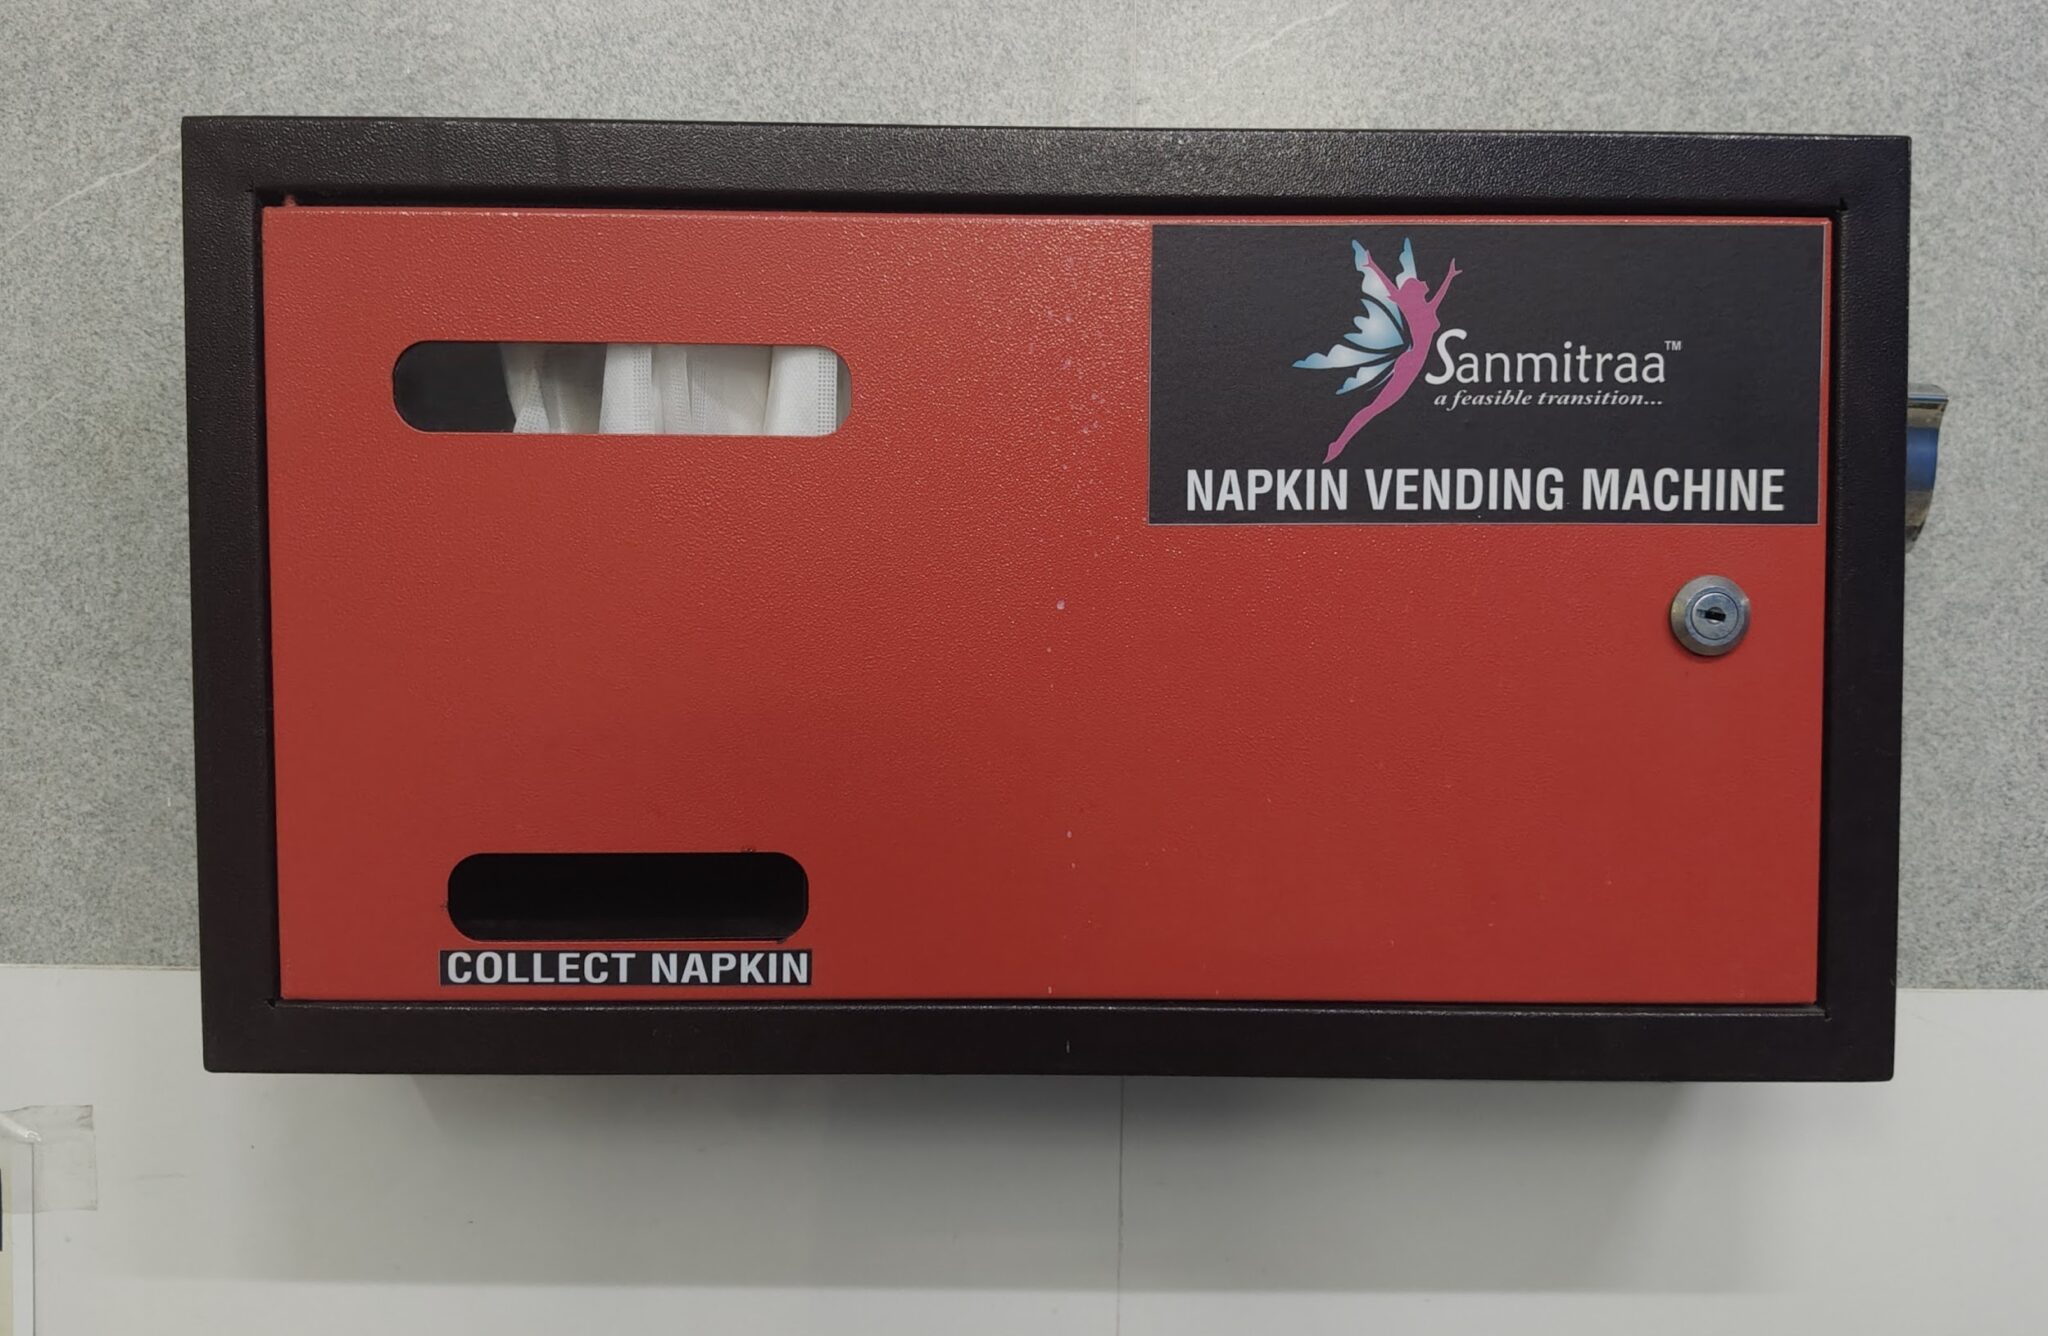 Sanmitraa™
a feasible transition...
NAPKIN VENDING MACHINE
COLLECT NAPKIN